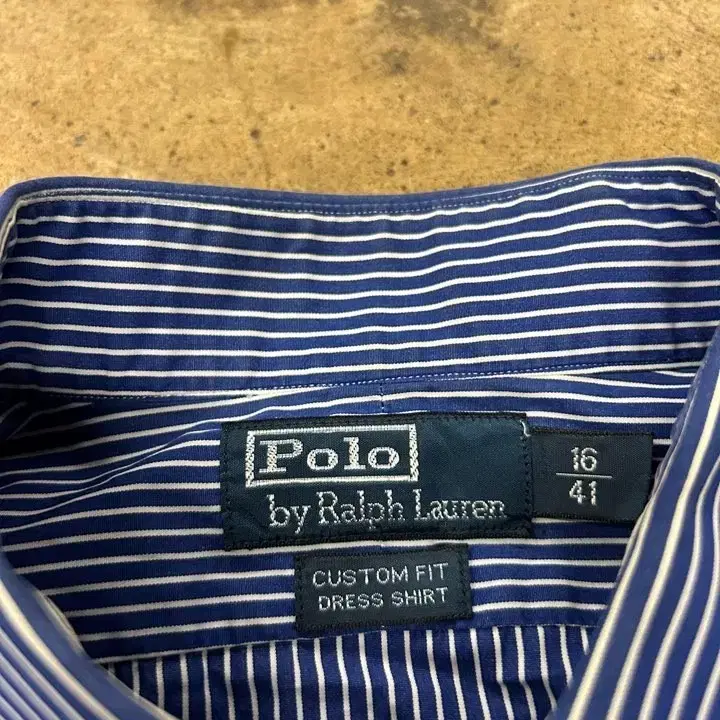 Polo
by Ralph Lauren
16
41
CUSTOM FIT
DRESS SHIRT